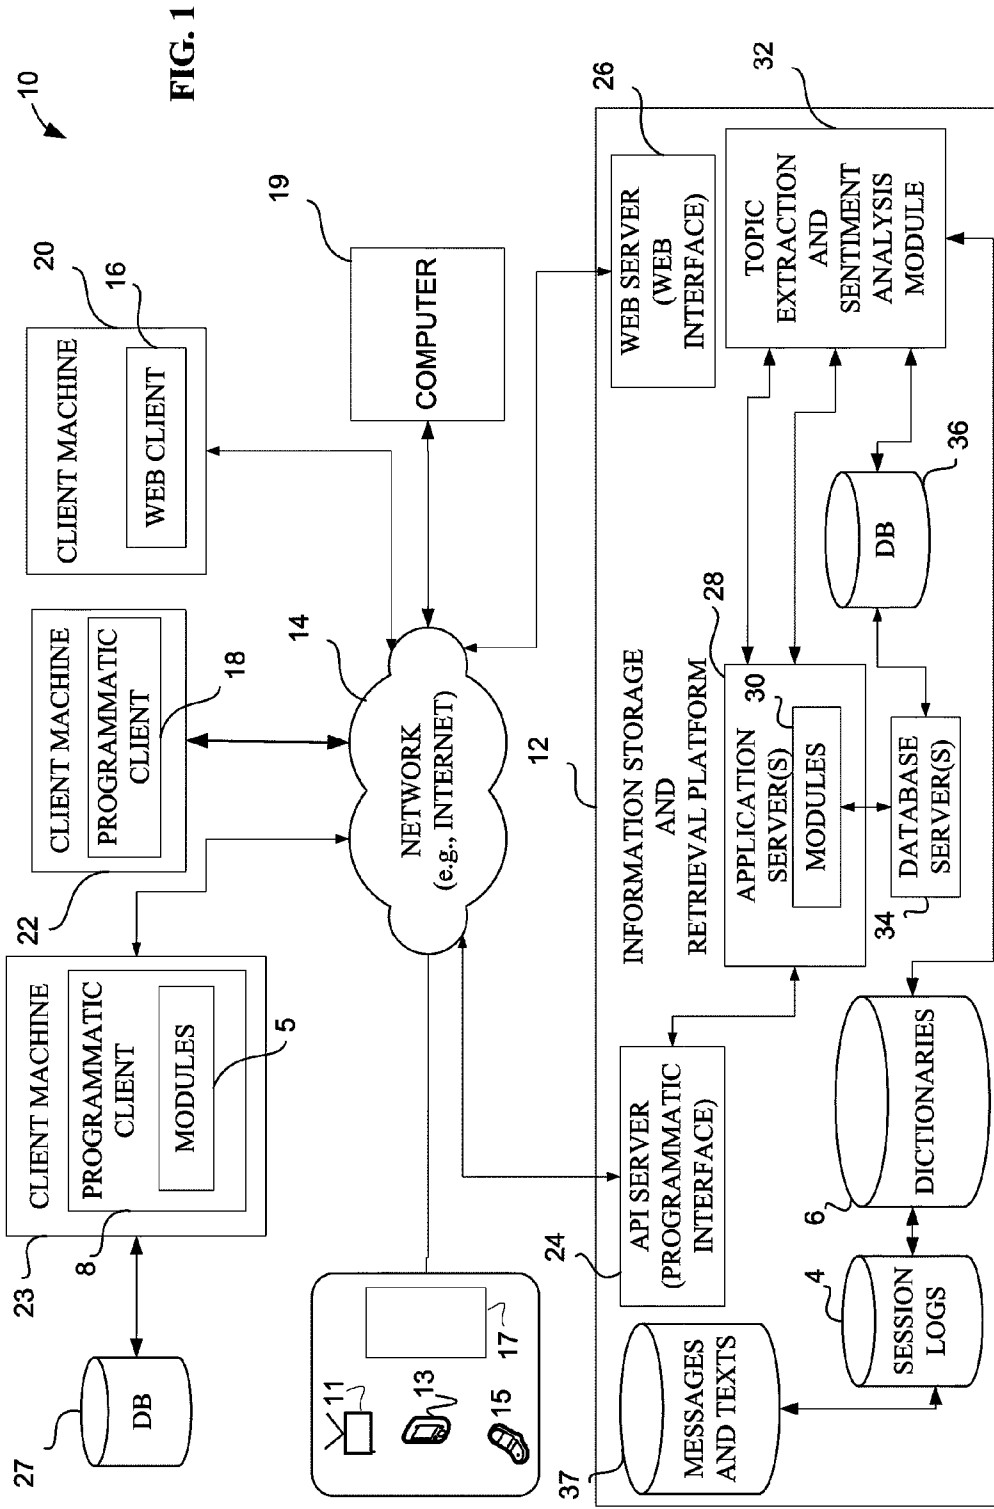 FIG. 1
10
27
DB
23
CLIENT MACHINE
8
PROGRAMMATIC
CLIENT
MODULES
5
22
CLIENT MACHINE
PROGRAMMATIC
CLIENT
18
20
CLIENT MACHINE
16
WEB CLIENT
11
13
15
17
NETWORK
(e.g., INTERNET)
14
19
COMPUTER
12
INFORMATION STORAGE
AND
RETRIEVAL PLATFORM
37
MESSAGES
AND TEXTS
24
API SERVER
(PROGRAMMATIC
INTERFACE)
26
WEB SERVER
(WEB
INTERFACE)
28
APPLICATION
SERVER(S)
30
MODULES
32
TOPIC
EXTRACTION
AND
SENTIMENT
ANALYSIS
MODULE
4
SESSION
LOGS
6
DICTIONARIES
34
DATABASE
SERVER(S)
36
DB